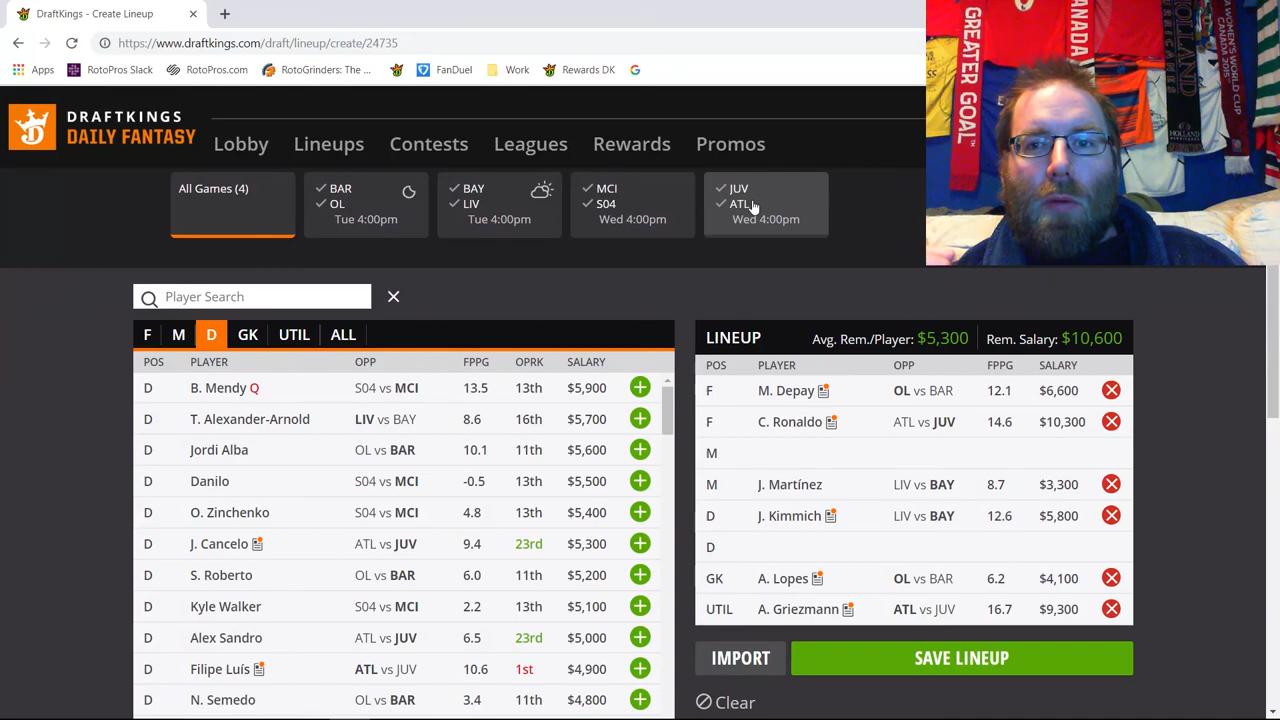 DraftKings - Create Lineup
https://www.draftkings.com/draft/lineup/create/24735
Apps RotoPros Slack RotoPros.com RotoGrinders: The ... FanDuel Work Rewards DK
DRAFTKINGS
DAILY FANTASY
Lobby Lineups Contest Leagues Rewards Promos
All Games (4)
BAR
OL
Tue 4:00pm
BAY
LIV
Tue 4:00pm
MCI
S04
Wed 4:00pm
JUV
ATL
Wed 4:00pm
Player Search
F M D GK UTIL ALL
POS PLAYER OPP FPPG OPRK SALARY
D B. Mendy Q S04 vs MCI 13.5 13th $5,900
D T. Alexander-Arnold LIV vs BAY 8.6 16th $5,700
D Jordi Alba OL vs BAR 10.1 11th $5,600
D Danilo S04 vs MCI -0.5 13th $5,500
D O. Zinchenko S04 vs MCI 4.8 13th $5,400
D J. Cancelo ATL vs JUV 9.4 23rd $5,300
D S. Roberto OL vs BAR 6.0 11th $5,200
D Kyle Walker S04 vs MCI 2.2 13th $5,100
D Alex Sandro ATL vs JUV 6.5 23rd $5,000
D Filipe Luís ATL vs JUV 10.6 1st $4,900
D N. Semedo OL vs BAR 3.4 11th $4,800
LINEUP Avg. Rem./Player: $5,300 Rem. Salary: $10,600
POS PLAYER OPP FPPG SALARY
F M. Depay OL vs BAR 12.1 $6,600
F C. Ronaldo ATL vs JUV 14.6 $10,300
M
M J. Martínez LIV vs BAY 8.7 $3,300
D J. Kimmich LIV vs BAY 12.6 $5,800
D
GK A. Lopes OL vs BAR 6.2 $4,100
UTIL A. Griezmann ATL vs JUV 16.7 $9,300
IMPORT SAVE LINEUP
Clear
GREATER GOAL
CANADA
HOLLAND